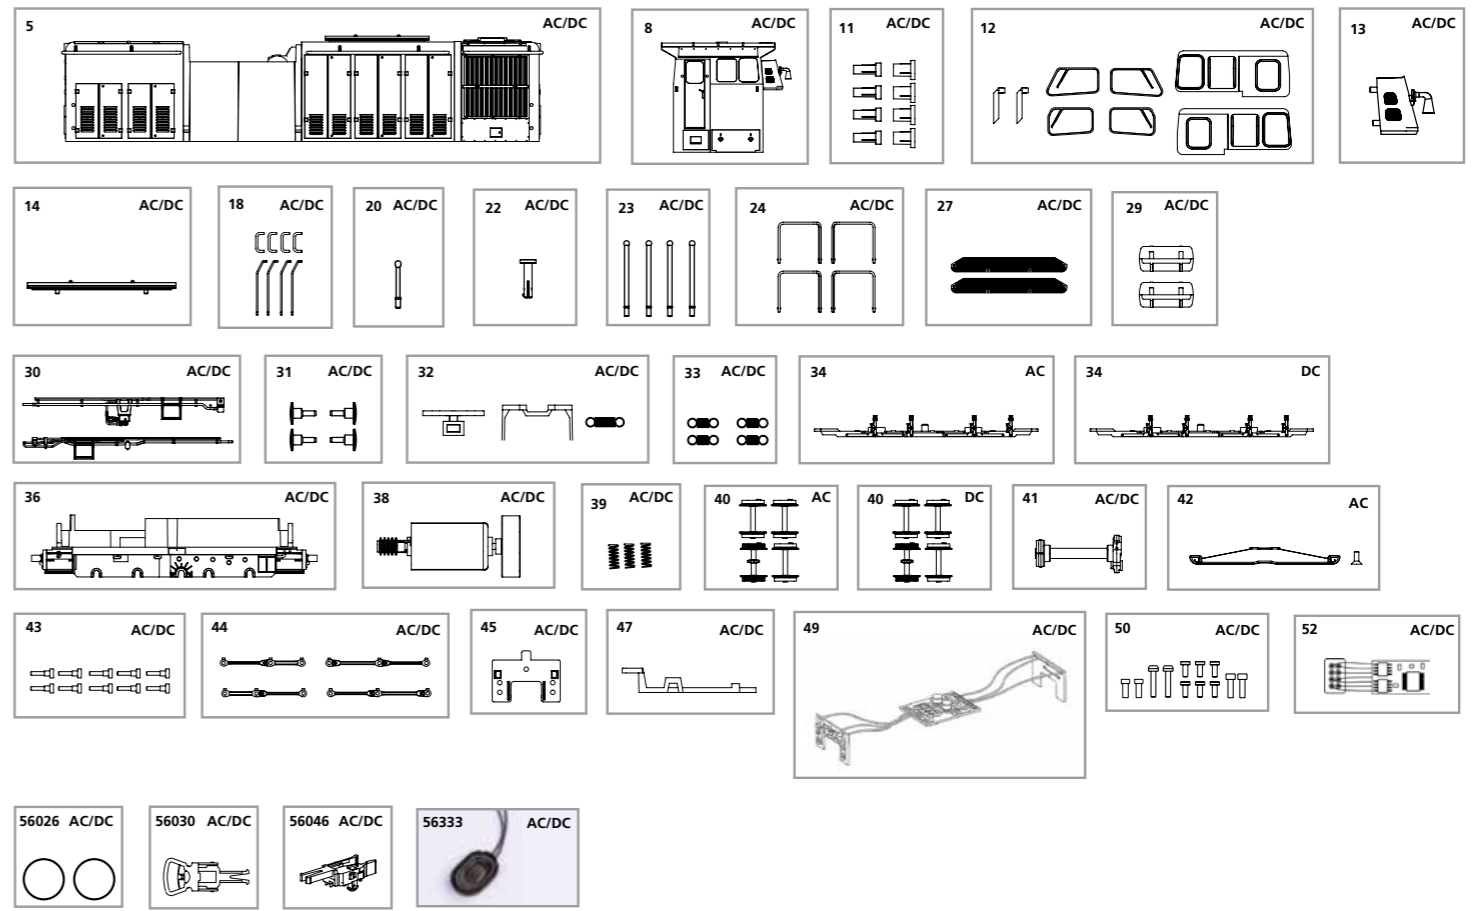 5 AC/DC
8 AC/DC
11 AC/DC
12 AC/DC
13 AC/DC
14 AC/DC
18 AC/DC
20 AC/DC
22 AC/DC
23 AC/DC
24 AC/DC
27 AC/DC
29 AC/DC
30 AC/DC
31 AC/DC
32 AC/DC
33 AC/DC
34 AC
34 DC
36 AC/DC
38 AC/DC
39 AC/DC
40 AC
40 DC
41 AC/DC
42 AC
43 AC/DC
44 AC/DC
45 AC/DC
47 AC/DC
49 AC/DC
50 AC/DC
52 AC/DC
56026 AC/DC
56030 AC/DC
56046 AC/DC
56333 AC/DC